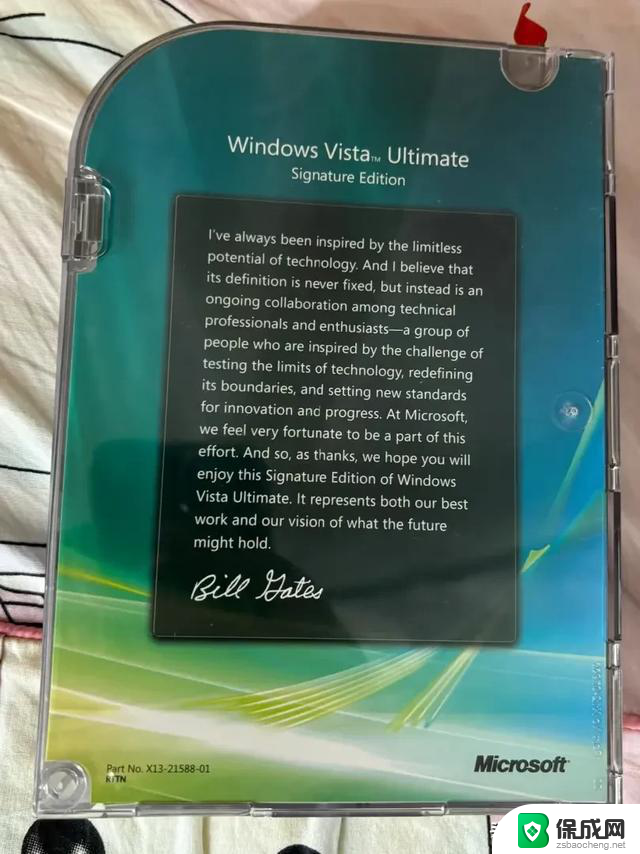 Windows Vista™ Ultimate
Signature Edition
I've always been inspired by the limitless
potential of technology. And I believe that
its definition is never fixed, but instead is an
ongoing collaboration among technical
professionals and enthusiasts—a group of
people who are inspired by the challenge of
testing the limits of technology, redefining
its boundaries, and setting new standards
for innovation and progress. At Microsoft,
we feel very fortunate to be a part of this
effort. And so, as thanks, we hope you will
enjoy this Signature Edition of Windows
Vista Ultimate. It represents both our best
work and our vision of what the future
might hold.
Bill Gates
Part No. X13-21588-01
RTTN
Microsoft
保成网
zsbaocheng.net